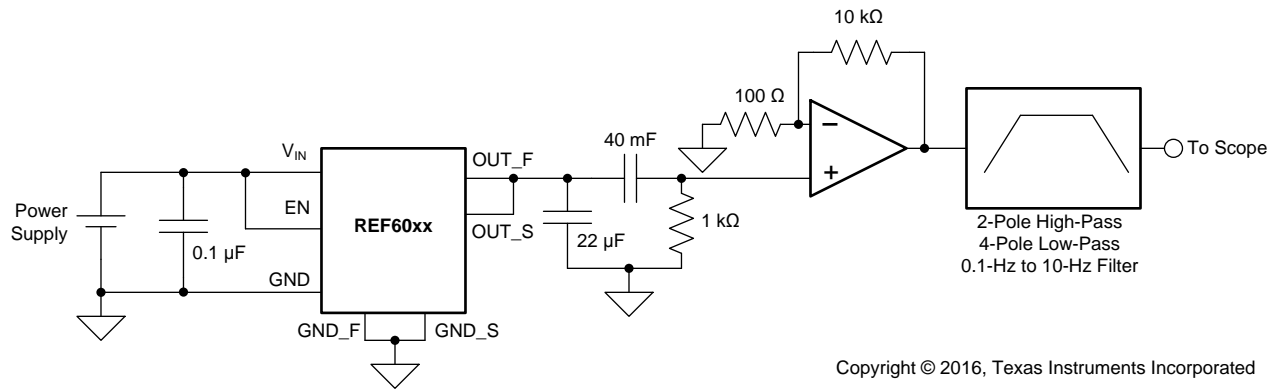 10 kΩ
100 Ω
40 mF
V_IN
OUT_F
To Scope
EN
REF60xx
Power
Supply
OUT_S
1 kΩ
0.1 µF
22 µF
2-Pole High-Pass
4-Pole Low-Pass
0.1-Hz to 10-Hz Filter
GND
GND_F
GND_S
Copyright © 2016, Texas Instruments Incorporated